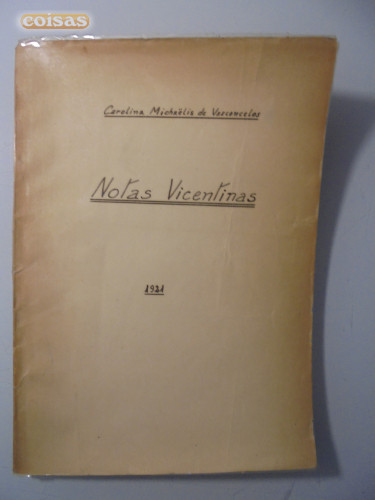 coisas
Carolina Michaëlis de Vasconcelos
Notas Vicentinas
1921